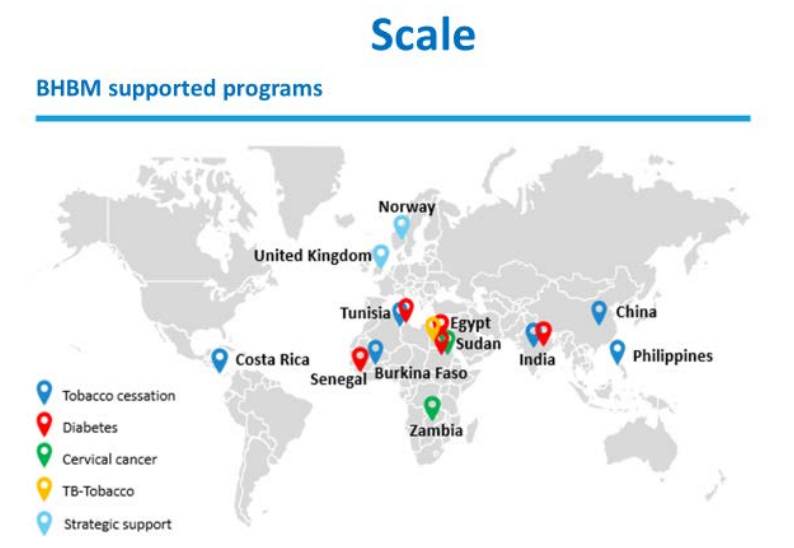 Scale
BHBM supported programs
Norway
United Kingdom
Tunisia
Egypt
China
Sudan
Costa Rica
India
Philippines
Senegal
Burkina Faso
Zambia
Tobacco cessation
Diabetes
Cervical cancer
TB-Tobacco
Strategic support